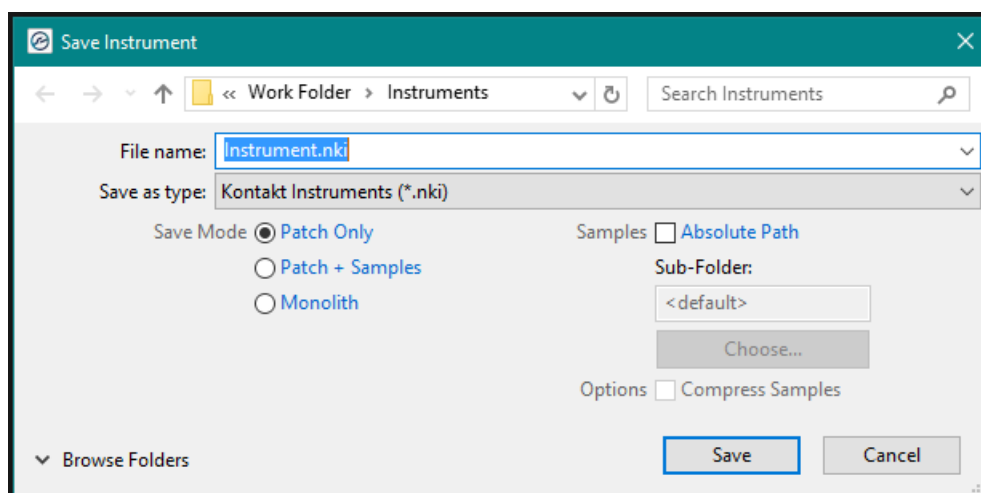 Save Instrument
« Work Folder > Instruments
Search Instruments
File name: Instrument.nki
Save as type: Kontakt Instruments (*.nki)
Save Mode Patch Only Samples Absolute Path
Patch + Samples Sub-Folder:
Monolith <default>
Choose...
Options Compress Samples
Browse Folders Save Cancel